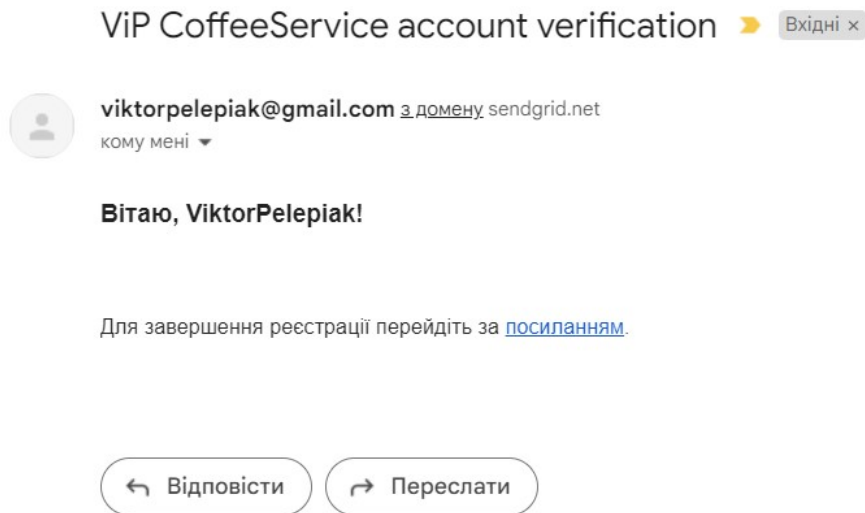 ViP CoffeeService account verification Вхідні ×
viktorpelepiak@gmail.com з домену sendgrid.net
кому мені
Вітаю, ViktorPelepiak!
Для завершення реєстрації перейдіть за посиланням.
Відповісти Переслати